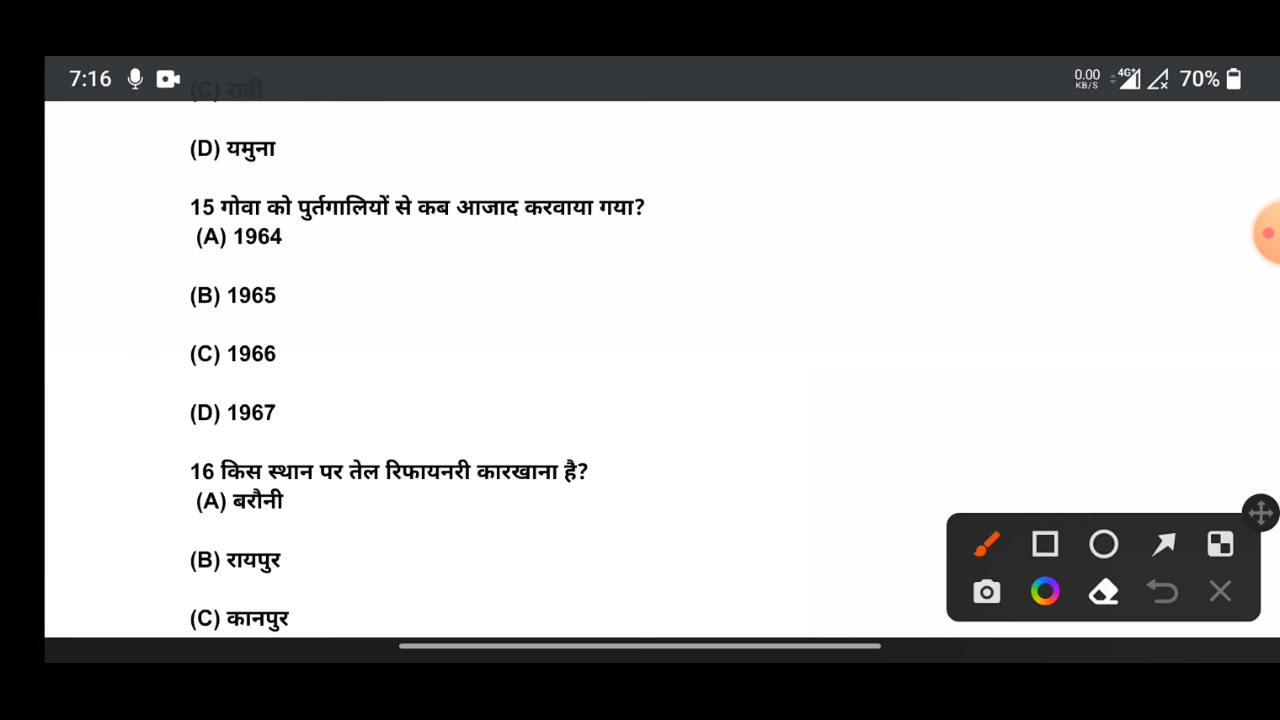 7:16
0.00
KB/S
4G+
70%
(C) रावी
(D) यमुना
15 गोवा को पुर्तगालियों से कब आजाद करवाया गया?
(A) 1964
(B) 1965
(C) 1966
(D) 1967
16 किस स्थान पर तेल रिफायनरी कारखाना है?
(A) बरौनी
(B) रायपुर
(C) कानपुर